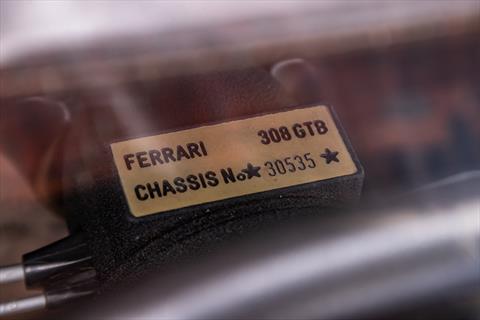 FERRARI 308 GTB
CHASSIS No★30535★